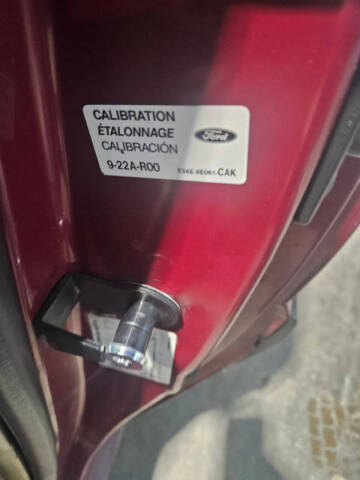 CALIBRATION
ÉTALONNAGE
CALIBRACIÓN
9-22A-R00
Ford
E9AE-6E061-CAK